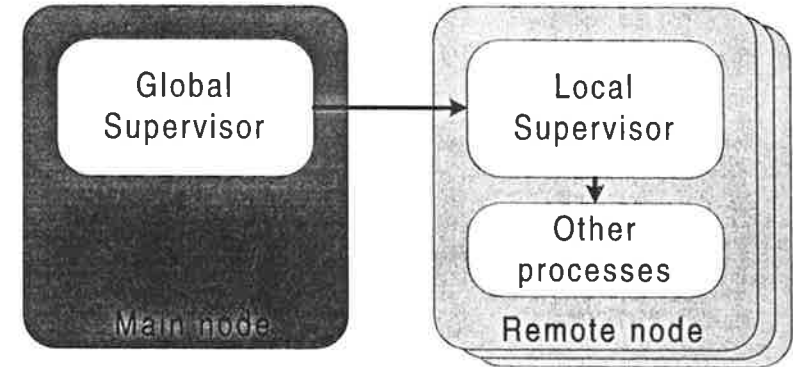 Global
Supervisor
Main node
Local
Supervisor
Other
processes
Remote node